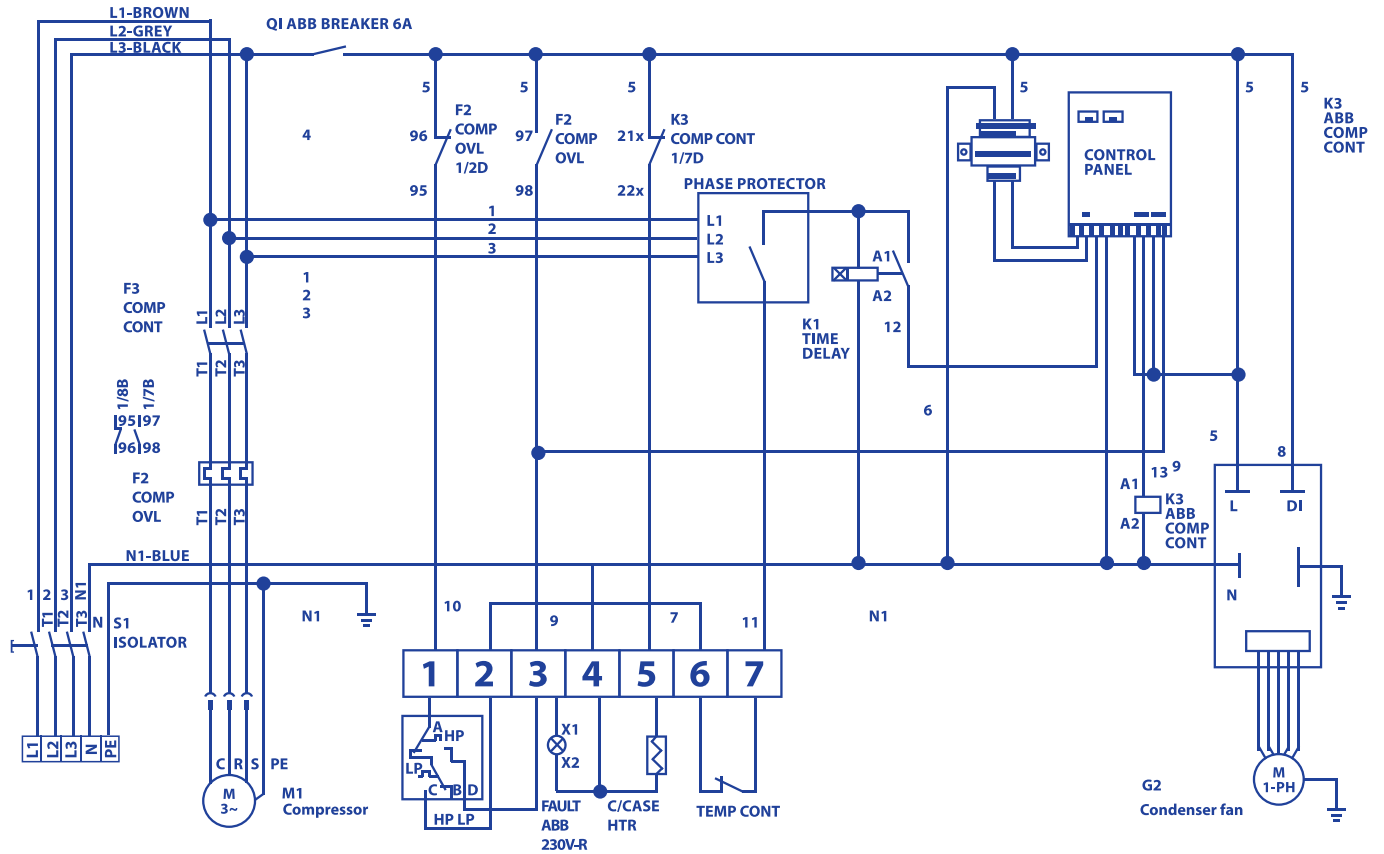 L1-BROWN
L2-GREY
L3-BLACK
QI ABB BREAKER 6A
4
5
96
95
F2
COMP
OVL
1/2D
5
97
98
F2
COMP
OVL
5
21x
22x
K3
COMP CONT
1/7D
5
CONTROL
PANEL
5
5
K3
ABB
COMP
CONT
PHASE PROTECTOR
L1
L2
L3
1
2
3
1
2
3
A1
A2
12
K1
TIME
DELAY
F3
COMP
CONT
L1
L2
L3
T1
T2
T3
1/8B
1/7B
95
97
96
98
F2
COMP
OVL
T1
T2
T3
6
5
8
13
9
A1
A2
K3
ABB
COMP
CONT
L
DI
N
N1-BLUE
1
2
3
N1
T1
T2
T3
N
S1
ISOLATOR
N1
10
9
7
11
N1
1
2
3
4
5
6
7
A
HP
LP
C
B
D
HP LP
X1
X2
FAULT
ABB
230V-R
C/CASE
HTR
TEMP CONT
L1
L2
L3
N
PE
C
R
S
PE
M
3~
M1
Compressor
G2
Condenser fan
M
1-PH